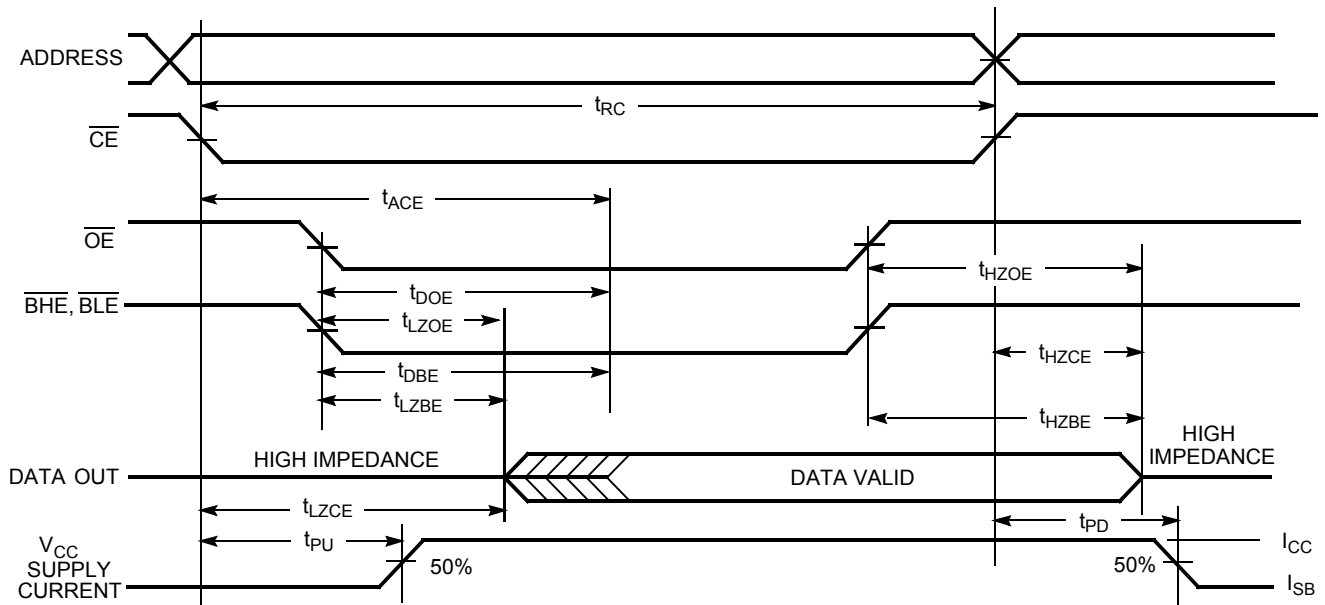 ADDRESS
tRC
CE
tACE
OE
tHZOE
tDOE
BHE, BLE
tLZOE
tHZCE
tDBE
tLZBE
tHZBE
HIGH IMPEDANCE
HIGH
IMPEDANCE
DATA OUT
DATA VALID
tLZCE
tPD
tPU
VCC
SUPPLY
CURRENT
50%
50%
ICC
ISB